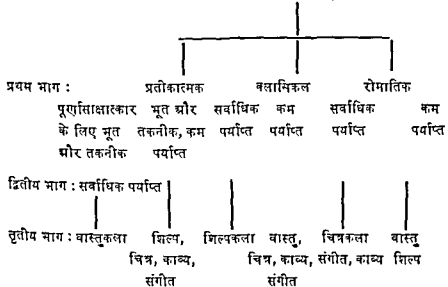 प्रथम भाग : प्रतीकात्मक क्लासिकल रोमांतिक
पूर्णसाक्षात्कार भूत और सर्वाधिक कम सर्वाधिक कम
के लिए भूत तकनीक, कम पर्याप्त पर्याप्त पर्याप्त पर्याप्त
और तकनीक पर्याप्त
द्वितीय भाग : सर्वाधिक पर्याप्त
तृतीय भाग : वास्तुकला शिल्प, शिल्पकला वास्तु, चित्रकला वास्तु
चित्र, काव्य, चित्र, काव्य, संगीत, काव्य शिल्प
संगीत संगीत